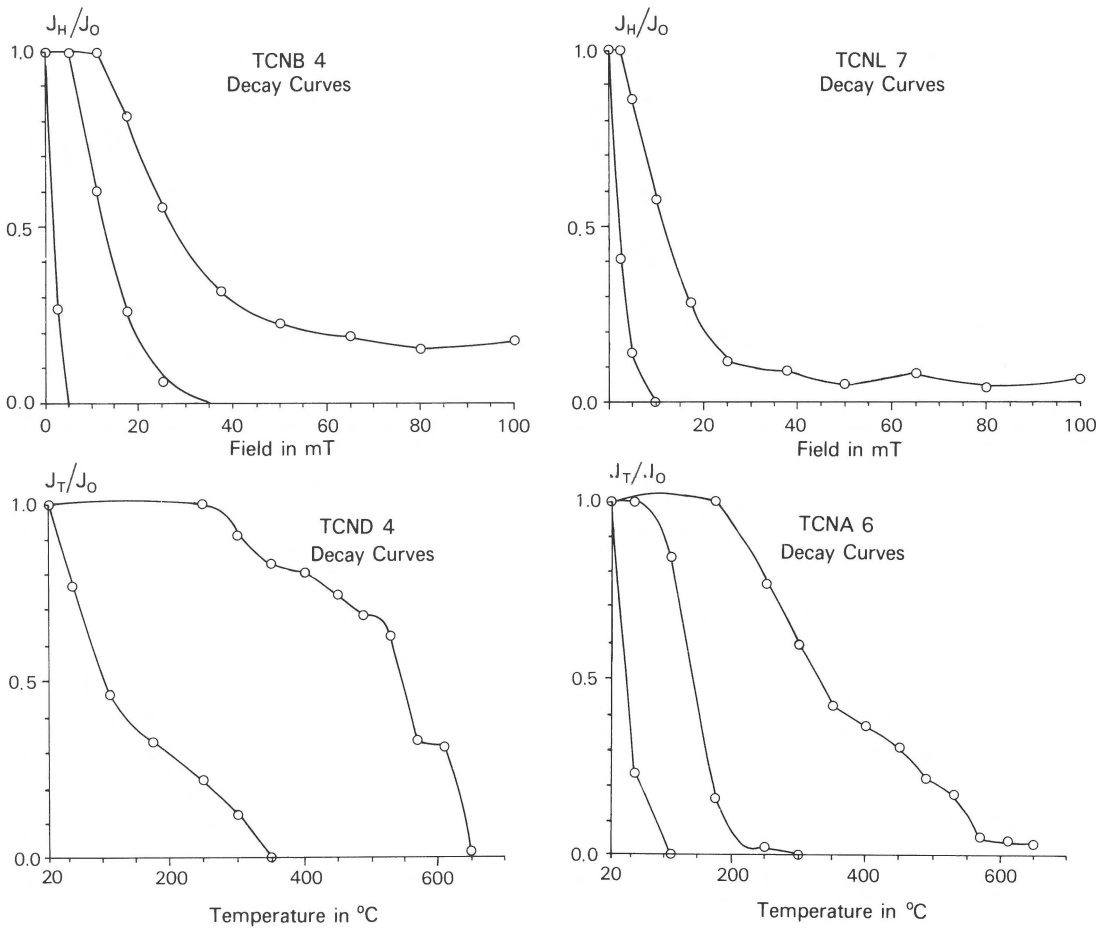 J_H/J_O
1.0
0.5
0.0
0 20 40 60 80 100
Field in mT
TCNB 4
Decay Curves
J_H/J_O
1.0
0.5
0.0
0 20 40 60 80 100
Field in mT
TCNL 7
Decay Curves
J_T/J_O
1.0
0.5
0.0
20 200 400 600
Temperature in °C
TCND 4
Decay Curves
J_T/J_O
1.0
0.5
0.0
20 200 400 600
Temperature in °C
TCNA 6
Decay Curves